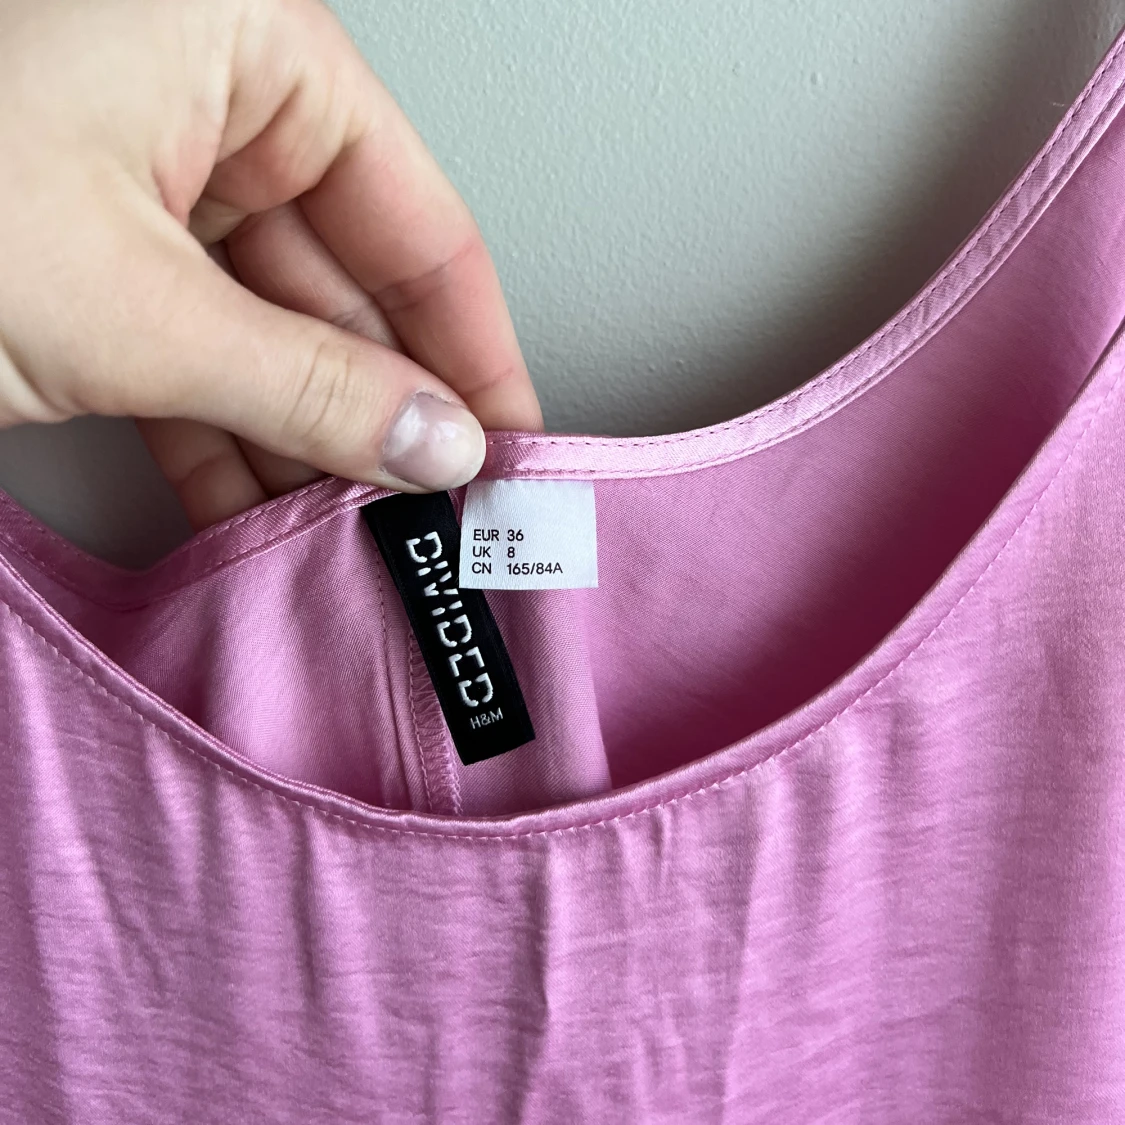 EUR 36
UK 8
CN 165/84A
DIVIDED
H&M